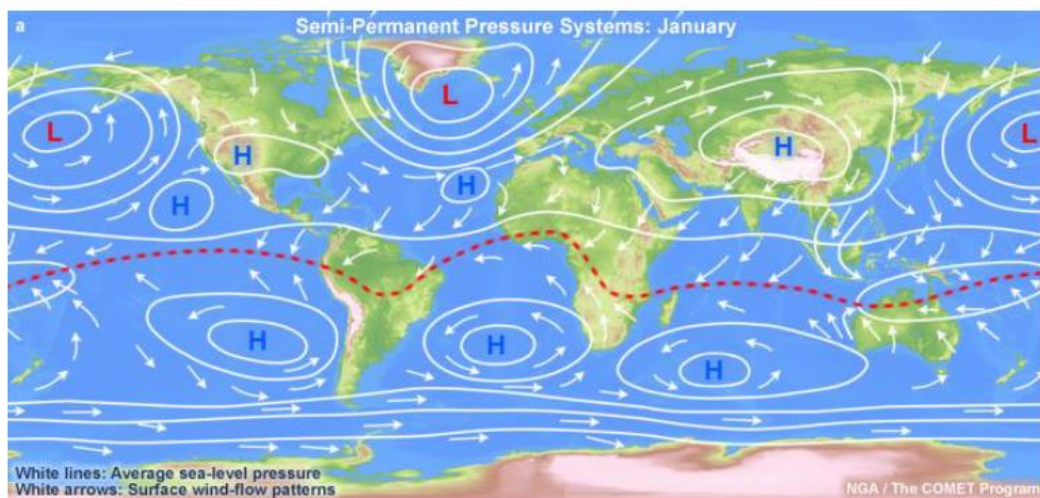 a
Semi-Permanent Pressure Systems: January
L
L
L
H
H
H
H
H
H
H
White lines: Average sea-level pressure
White arrows: Surface wind-flow patterns
NGA / The COMET Program